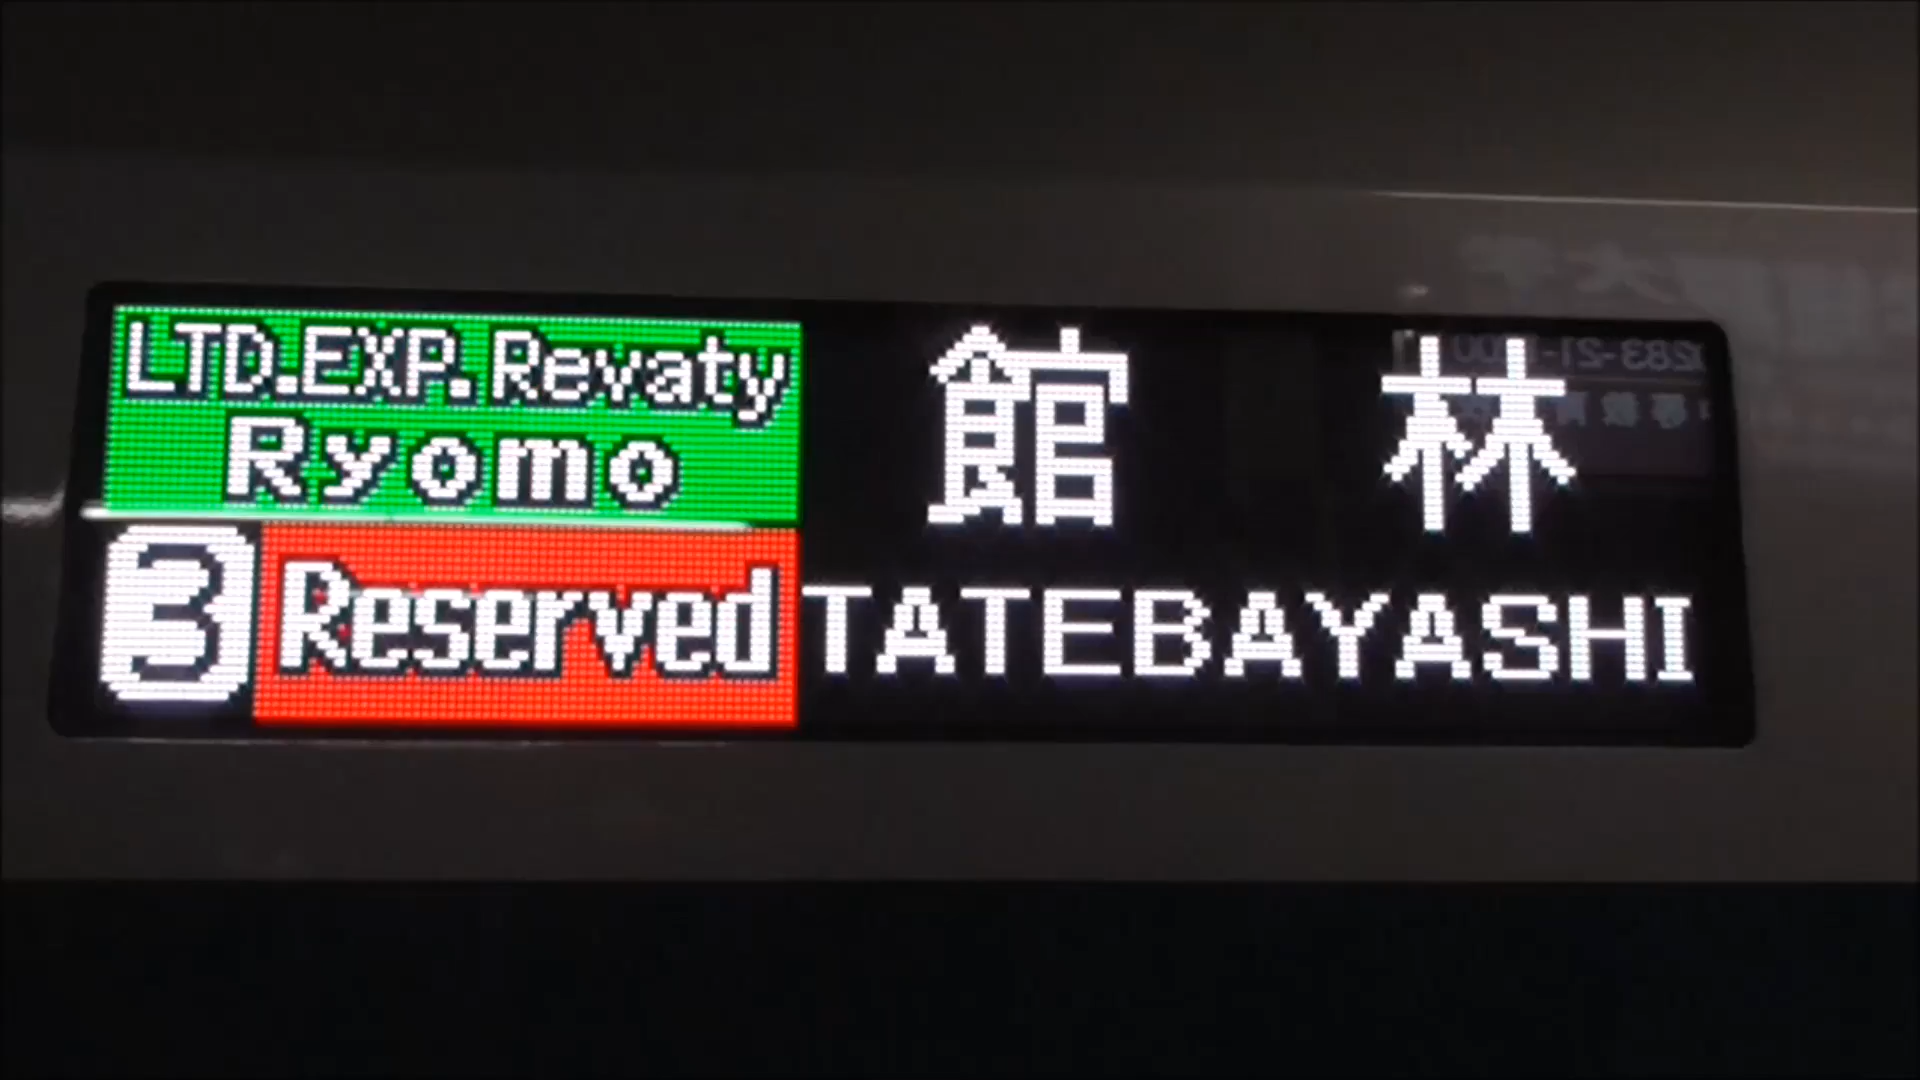 LTD.EXP.Revaty
Ryomo
3 Reserved
館林
TATEBAYASHI